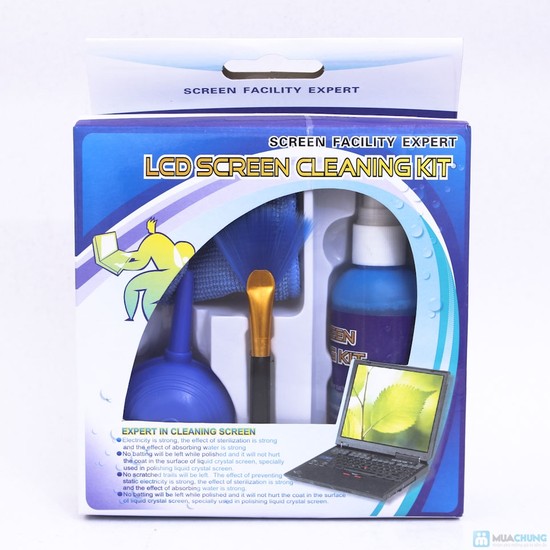 SCREEN FACILITY EXPERT
SCREEN FACILITY EXPERT
LCD SCREEN CLEANING KIT
EEN
G KIT
EXPERT IN CLEANING SCREEN
Electricity is strong, the effect of sterilization is strong
and the effect of absorbing water is strong.
No batting will be left while polished and it will not hurt
the coat in the surface of liquid crystal screen, specially
used in polishing liquid crystal screen.
No scratched trails will be left. The effect of preventing
static electricity is strong, the effect of sterilization is strong
and the effect of absorbing water is strong.
No batting will be left while polished and it will not hurt the coat in the surface
of liquid crystal screen, specially used in polishing liquid crystal screen.
MUACHUNG